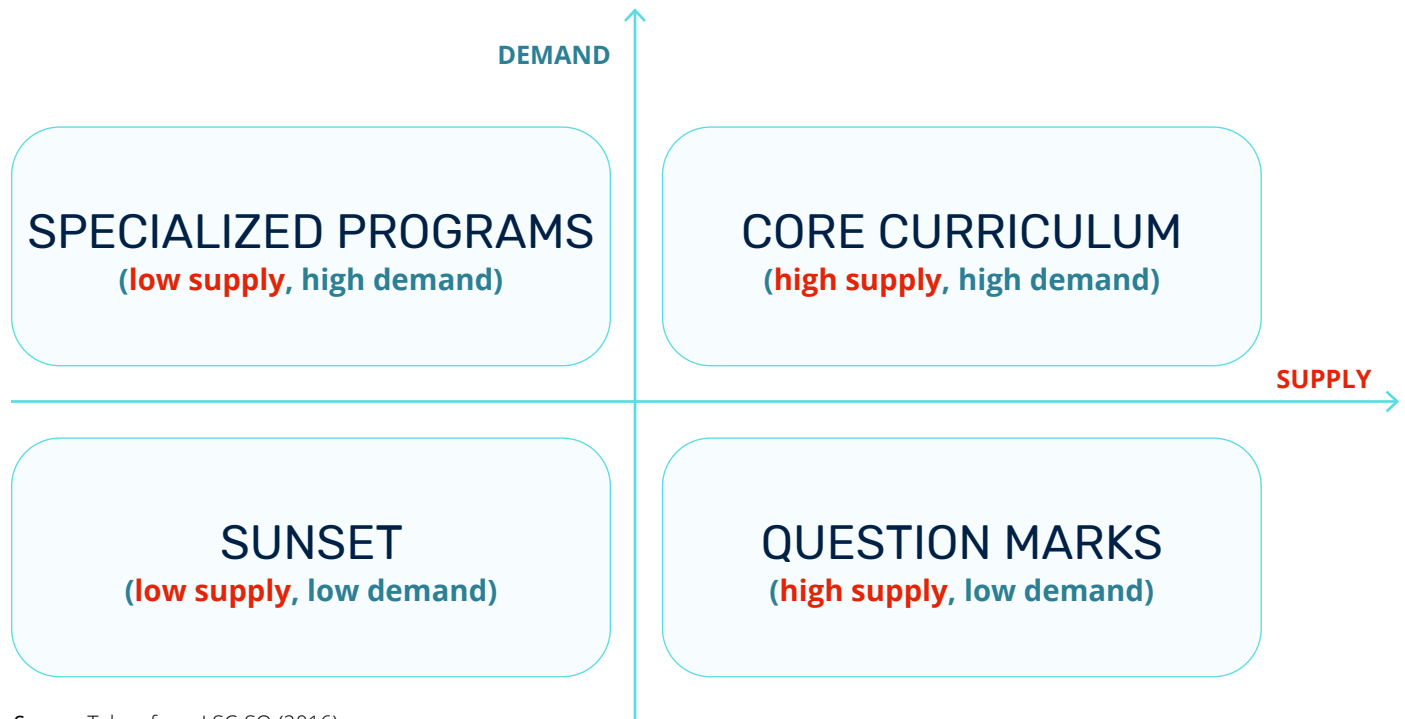 DEMAND
SPECIALIZED PROGRAMS
(low supply, high demand)
CORE CURRICULUM
(high supply, high demand)
SUPPLY
SUNSET
(low supply, low demand)
QUESTION MARKS
(high supply, low demand)